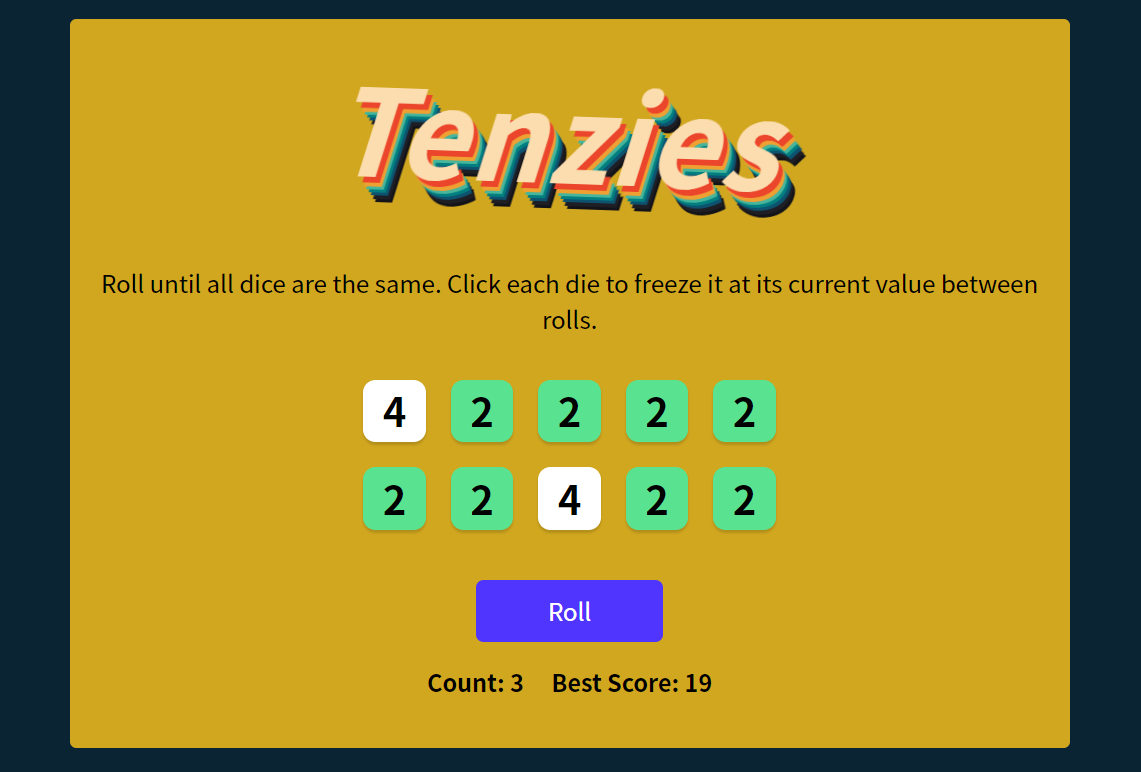 Tenzies
Roll until all dice are the same. Click each die to freeze it at its current value between
rolls.
4 2 2 2 2
2 2 4 2 2
Roll
Count: 3 Best Score: 19